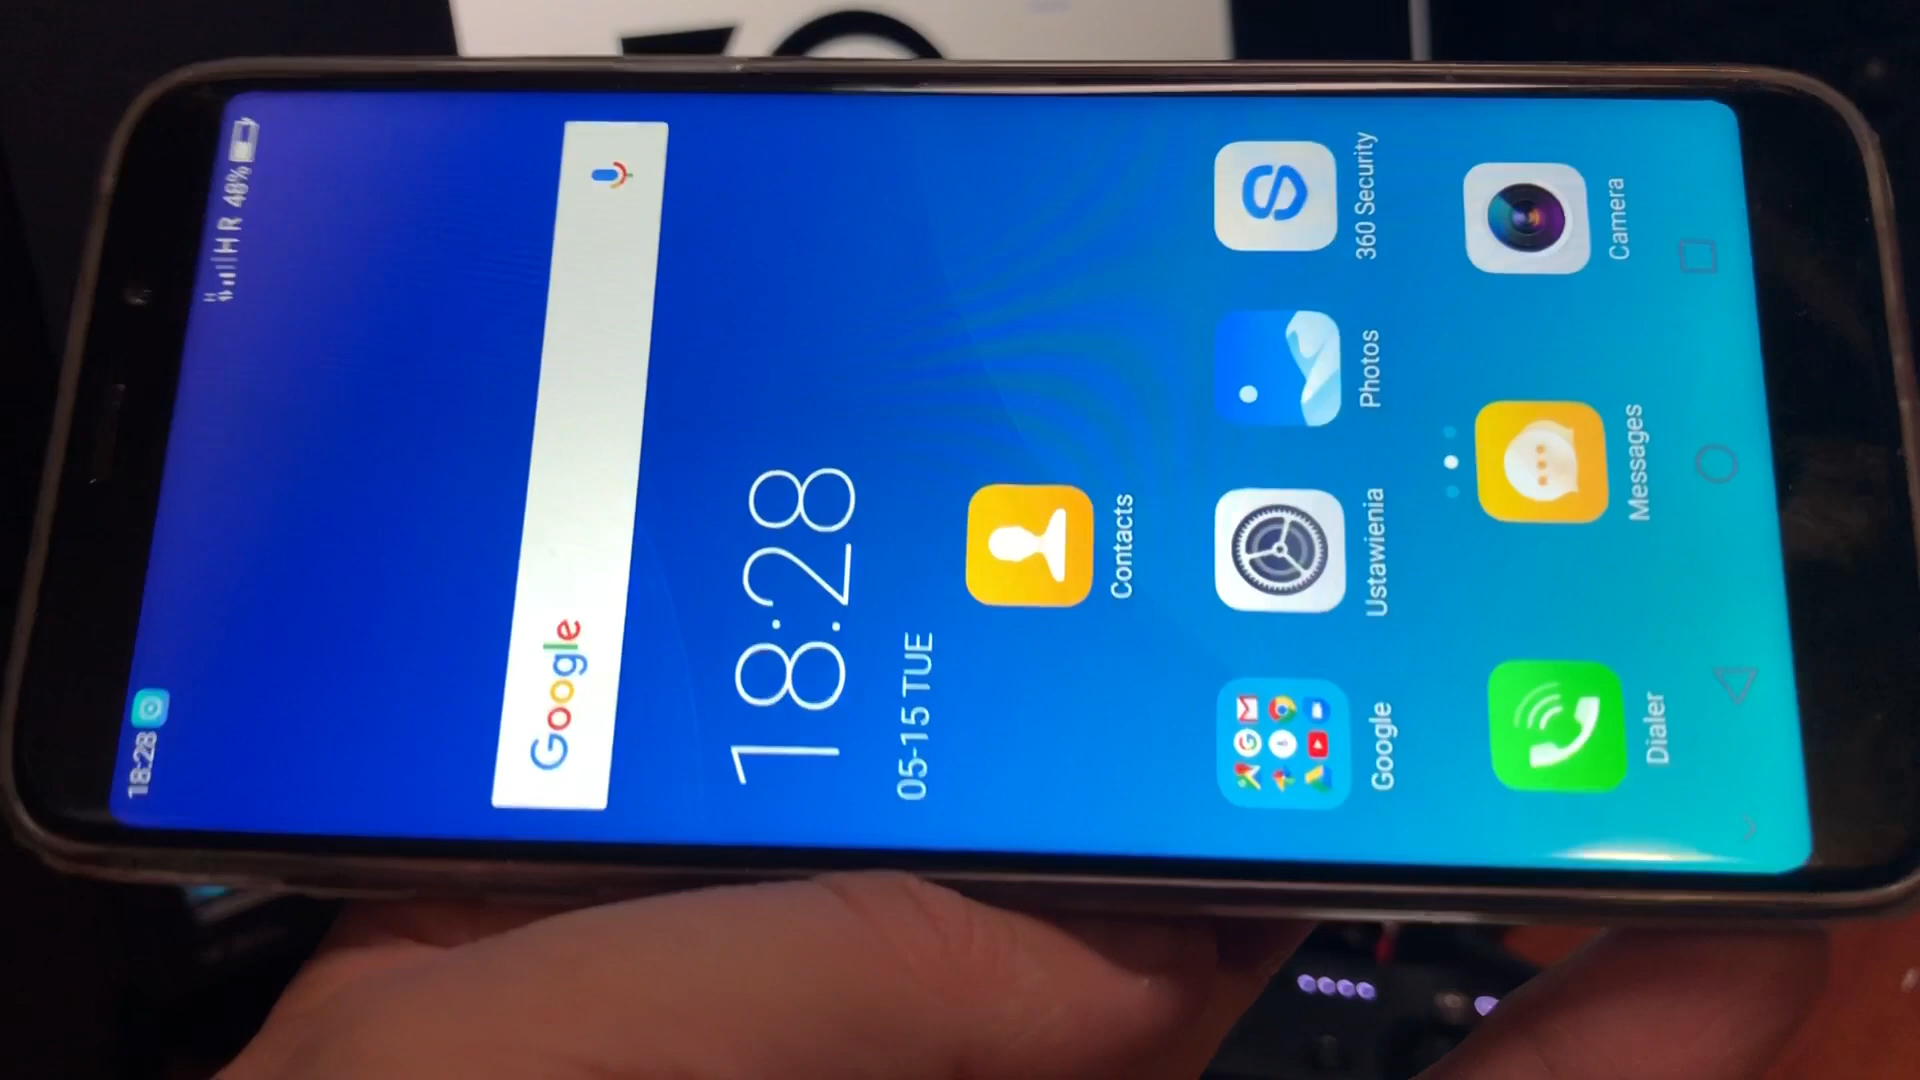 18:28
H R 48%
Google
18:28
05-15 TUE
Contacts
Google
Ustawienia
Photos
360 Security
Dialer
Messages
Camera